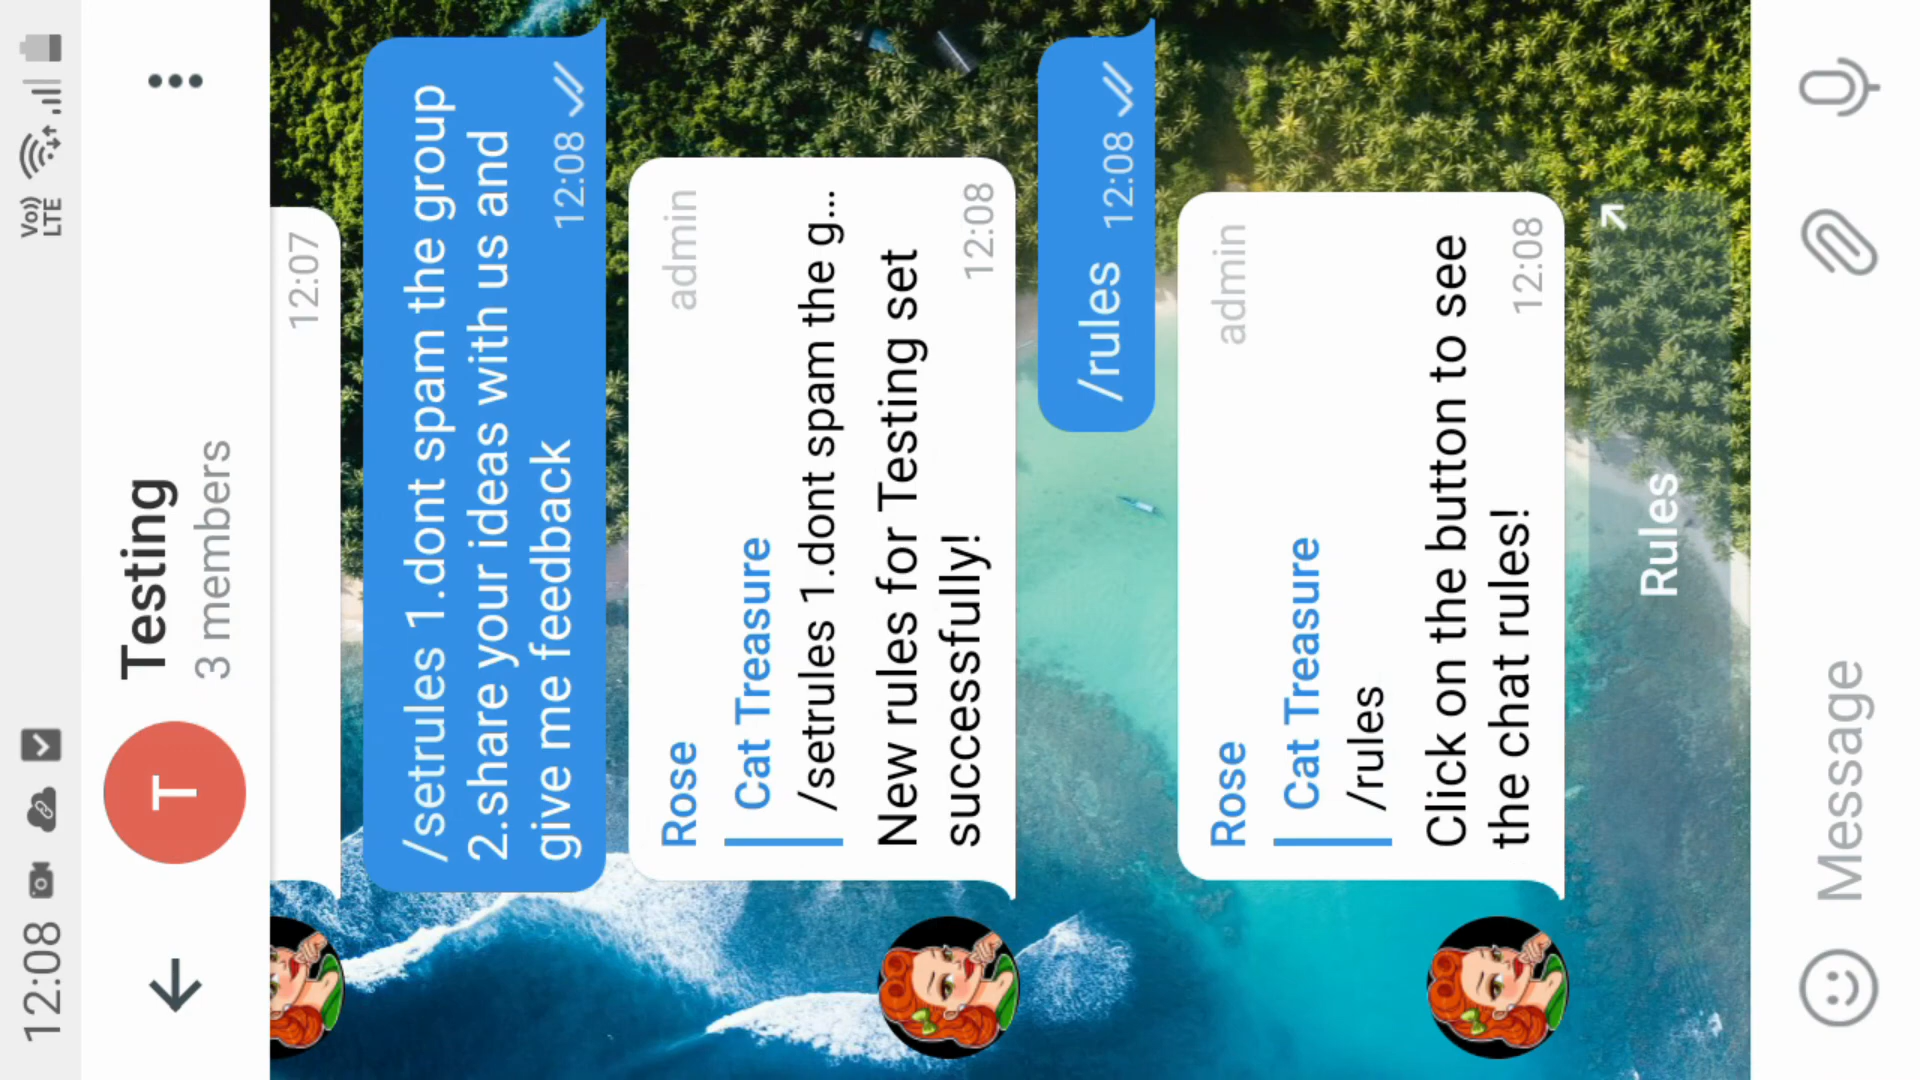 12:08
Vo))
LTE
T
Testing
3 members
12:07
/setrules 1.dont spam the group
2.share your ideas with us and
give me feedback
12:08
Rose
admin
Cat Treasure
/setrules 1.dont spam the g...
New rules for Testing set
successfully!
12:08
/rules 12:08
Rose
admin
Cat Treasure
/rules
Click on the button to see
the chat rules!
12:08
Rules
Message